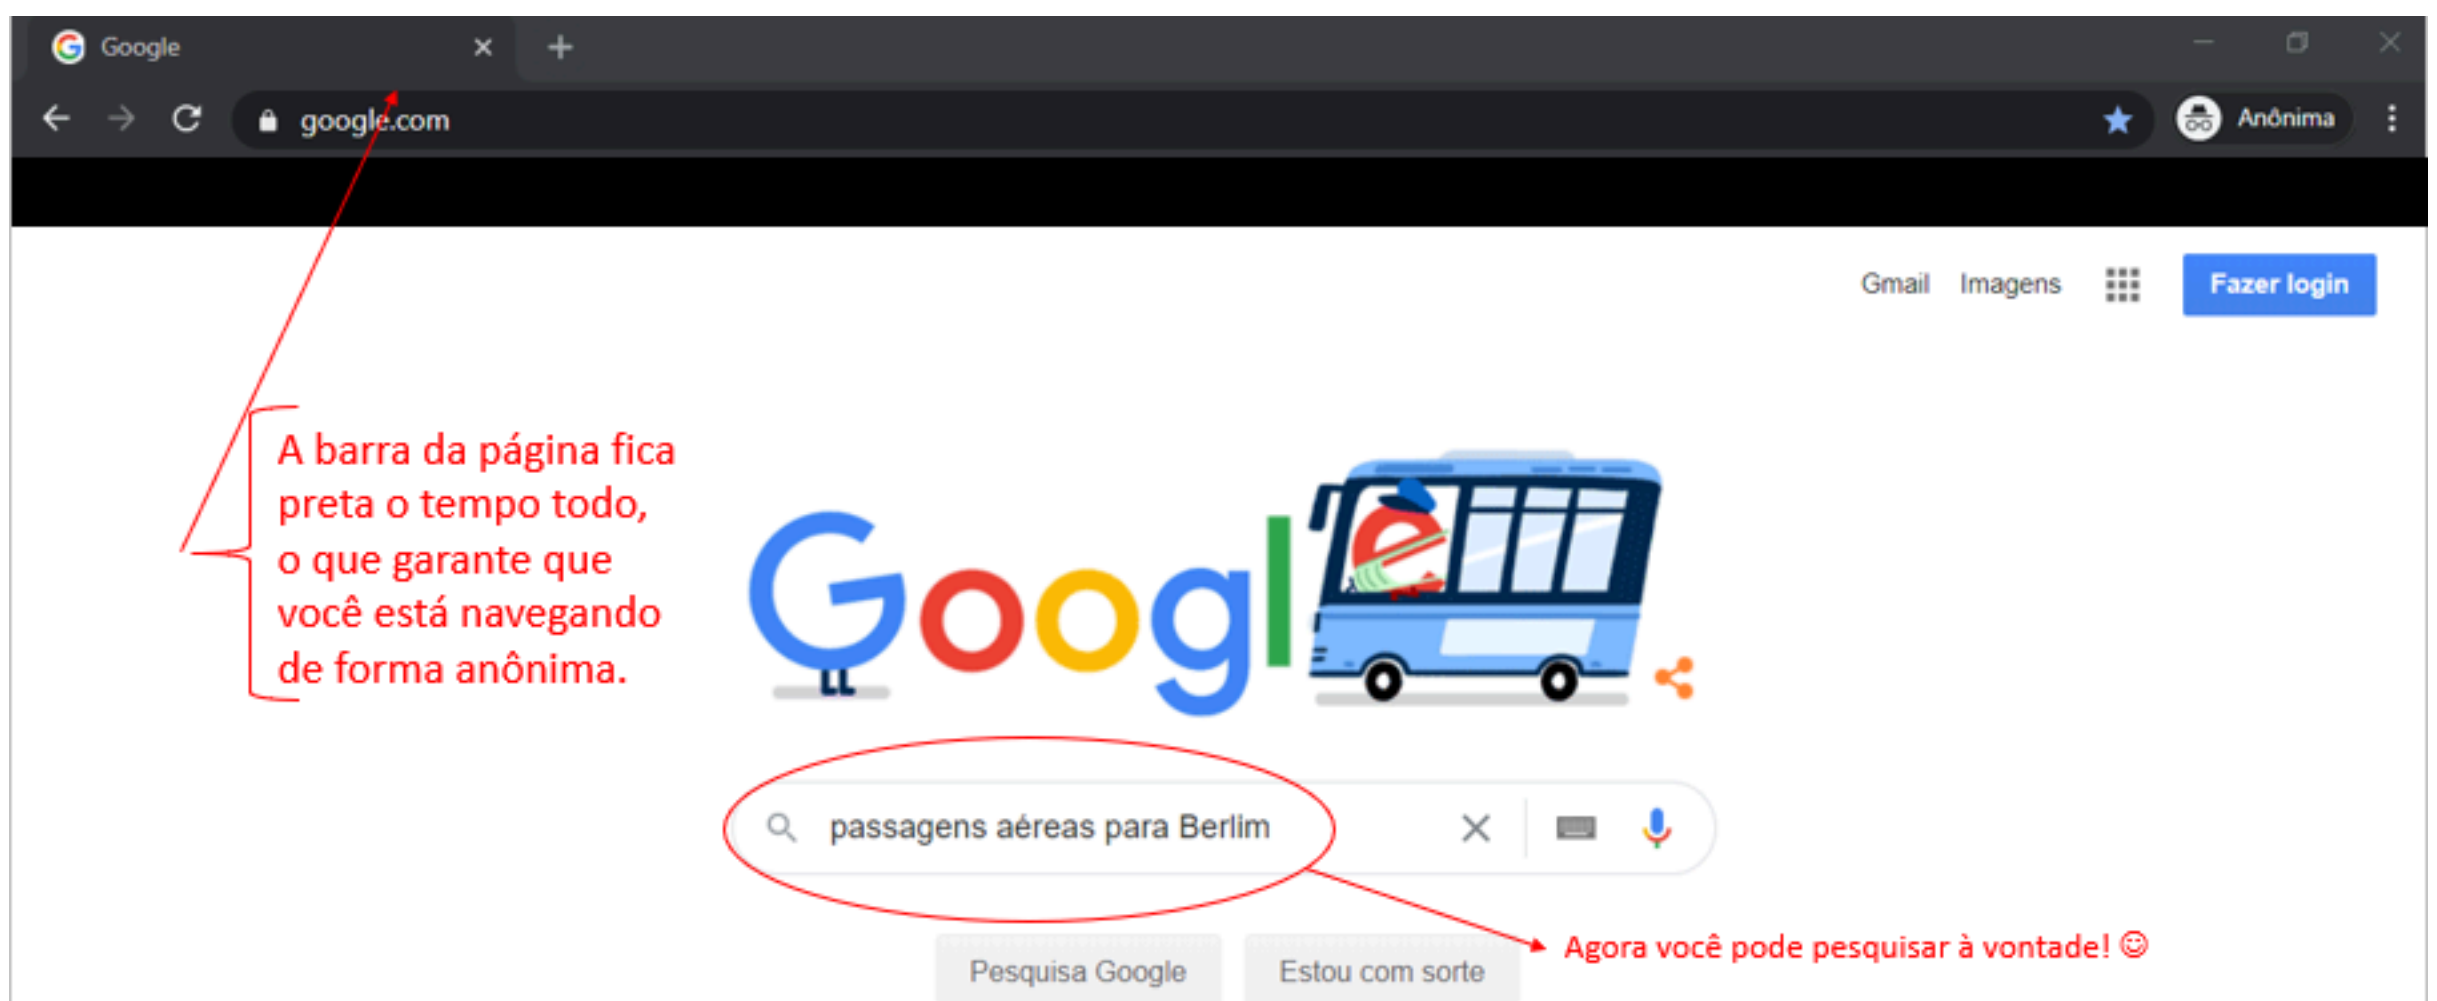 Google
google.com
Anônima
Gmail Imagens
Fazer login
A barra da página fica
preta o tempo todo,
o que garante que
você está navegando
de forma anônima.
Google
passagens aéreas para Berlim
Agora você pode pesquisar à vontade! ☺
Pesquisa Google
Estou com sorte